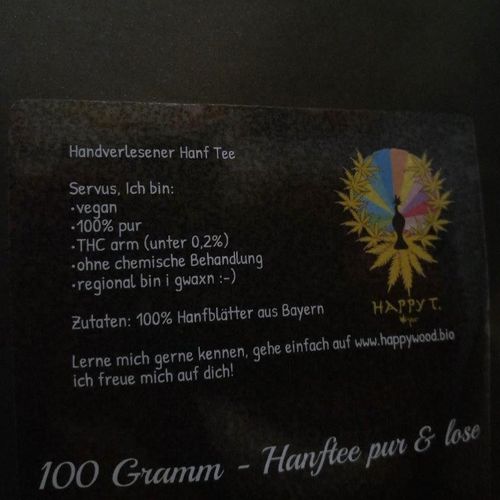 Handverlesener Hanf Tee
Servus, Ich bin:
•vegan
•100% pur
•THC arm (unter 0,2%)
•ohne chemische Behandlung
•regional bin i gwaxn :-)
Zutaten: 100% Hanfblätter aus Bayern
Lerne mich gerne kennen, gehe einfach auf www.happywood.bio
ich freue mich auf dich!
HAPPY T.
100 Gramm - Hanftee pur & lose